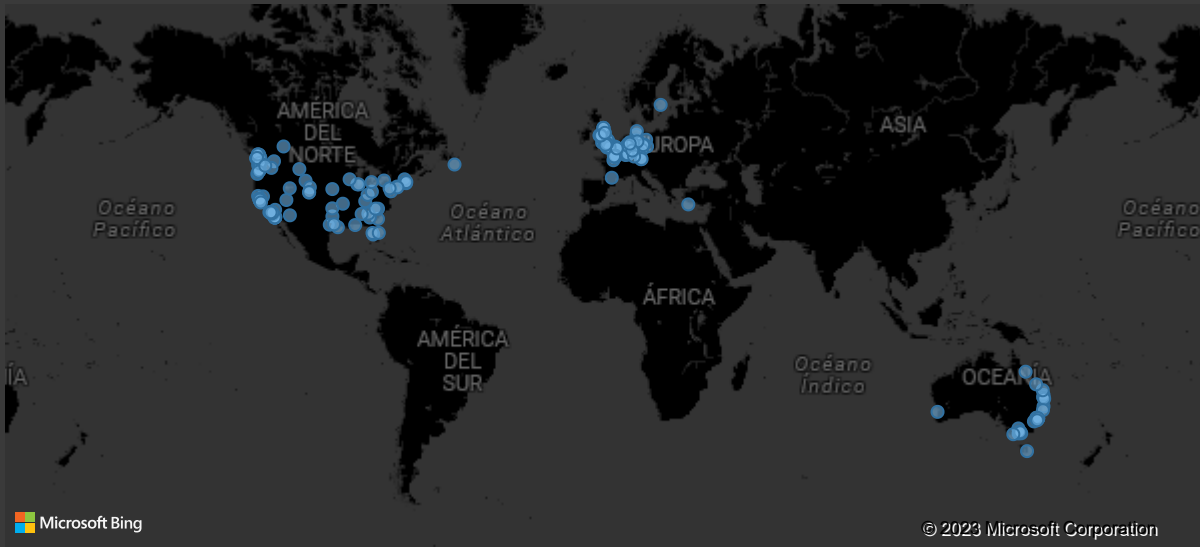 AMÉRICA
DEL
NORTE
UROPA
ASIA
Océano
Pacífico
Océano
Atlántico
Océano
Pacífico
ÁFRICA
AMÉRICA
DEL
SUR
Océano
Índico
ÍA
OCEANÍA
Microsoft Bing
© 2023 Microsoft Corporation